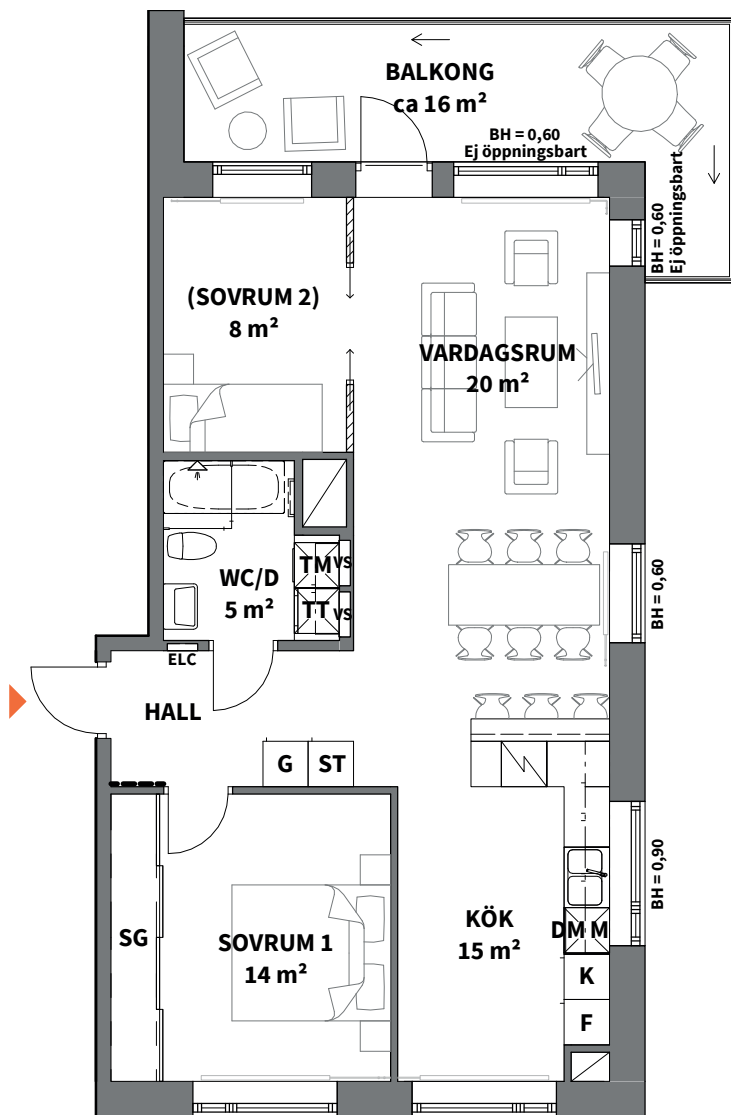 BALKONG
ca 16 m²
BH = 0,60
Ej öppningsbart
BH = 0,60
Ej öppningsbart
(SOVRUM 2)
8 m²
VARDAGSRUM
20 m²
WC/D
5 m²
TM
VS
TT
VS
BH = 0,60
ELC
HALL
G
ST
BH = 0,90
SG
SOVRUM 1
14 m²
KÖK
15 m²
DM M
K
F